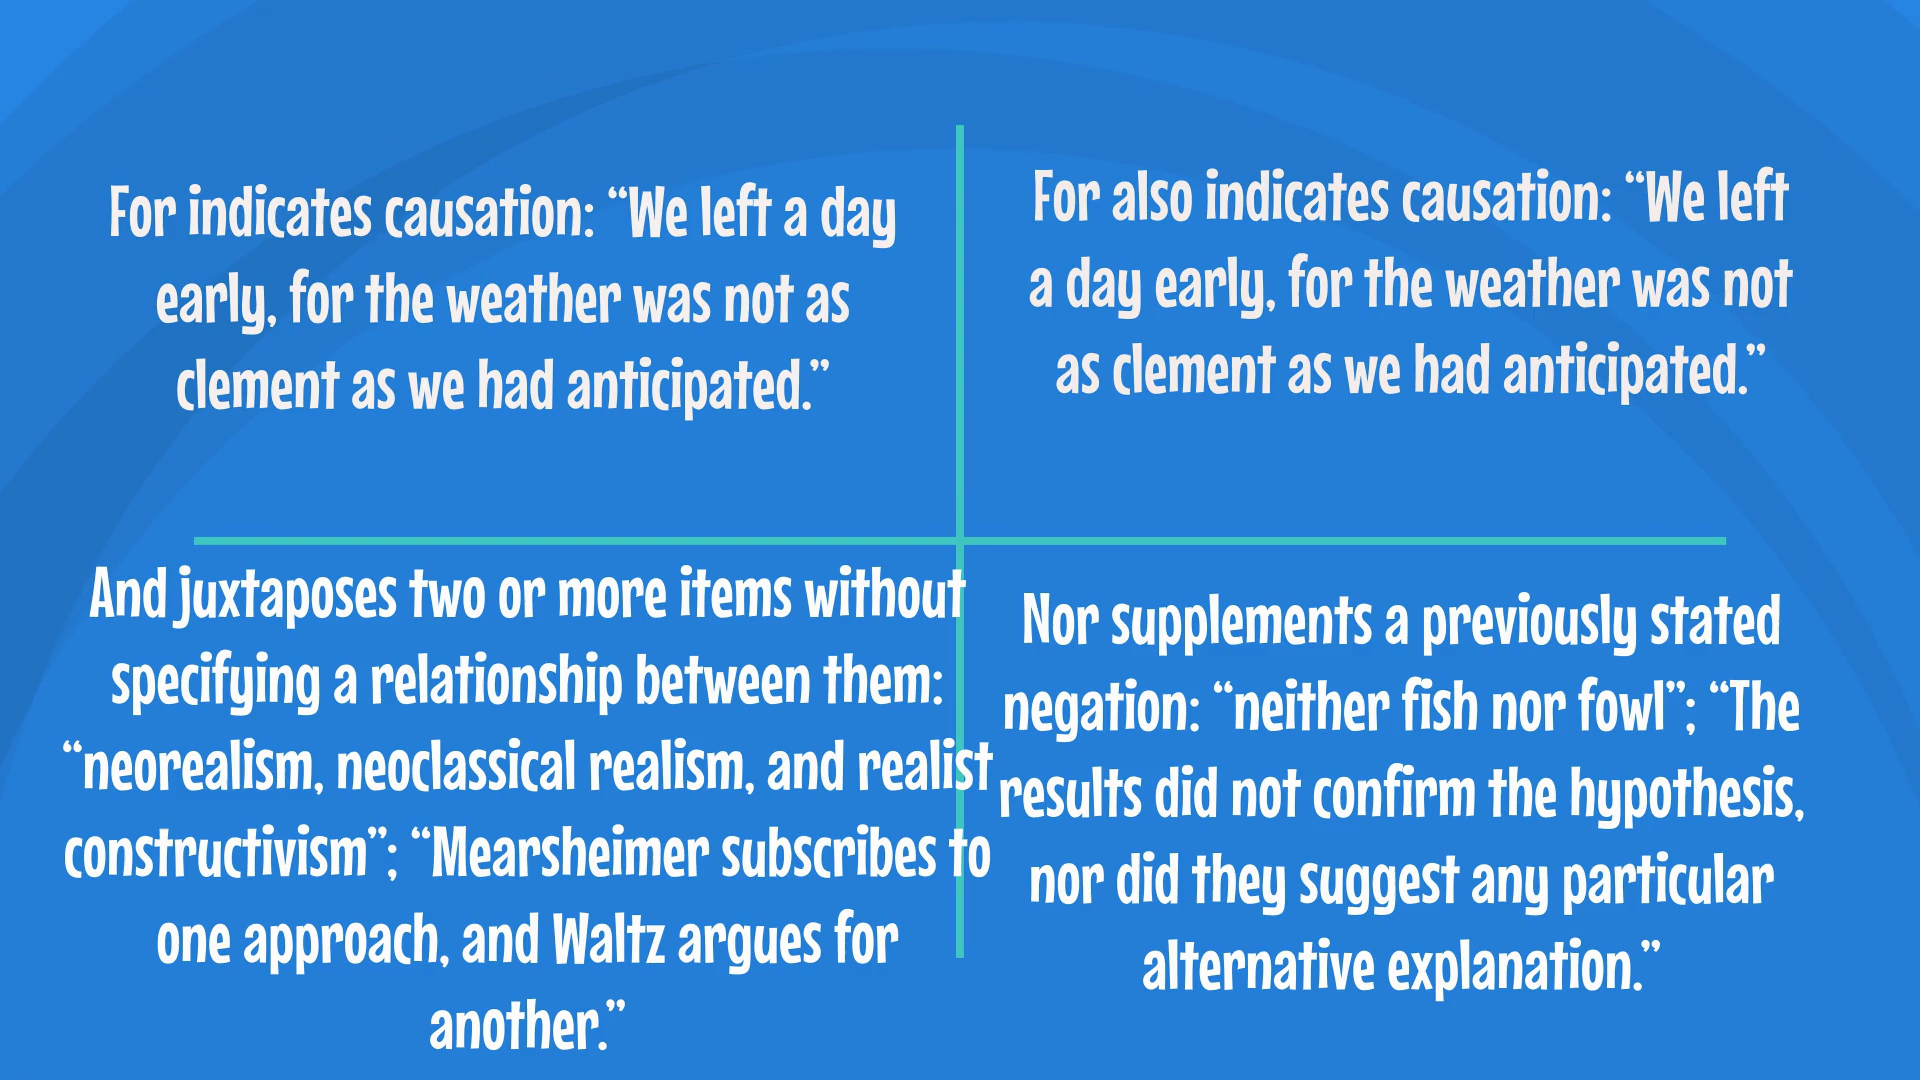 For indicates causation: “We left a day
early, for the weather was not as
clement as we had anticipated.”
For also indicates causation: “We left
a day early, for the weather was not
as clement as we had anticipated.”
And juxtaposes two or more items without
specifying a relationship between them:
“neorealism, neoclassical realism, and realist
constructivism”; “Mearsheimer subscribes to
one approach, and Waltz argues for
another.”
Nor supplements a previously stated
negation: “neither fish nor fowl”; “The
results did not confirm the hypothesis,
nor did they suggest any particular
alternative explanation.”